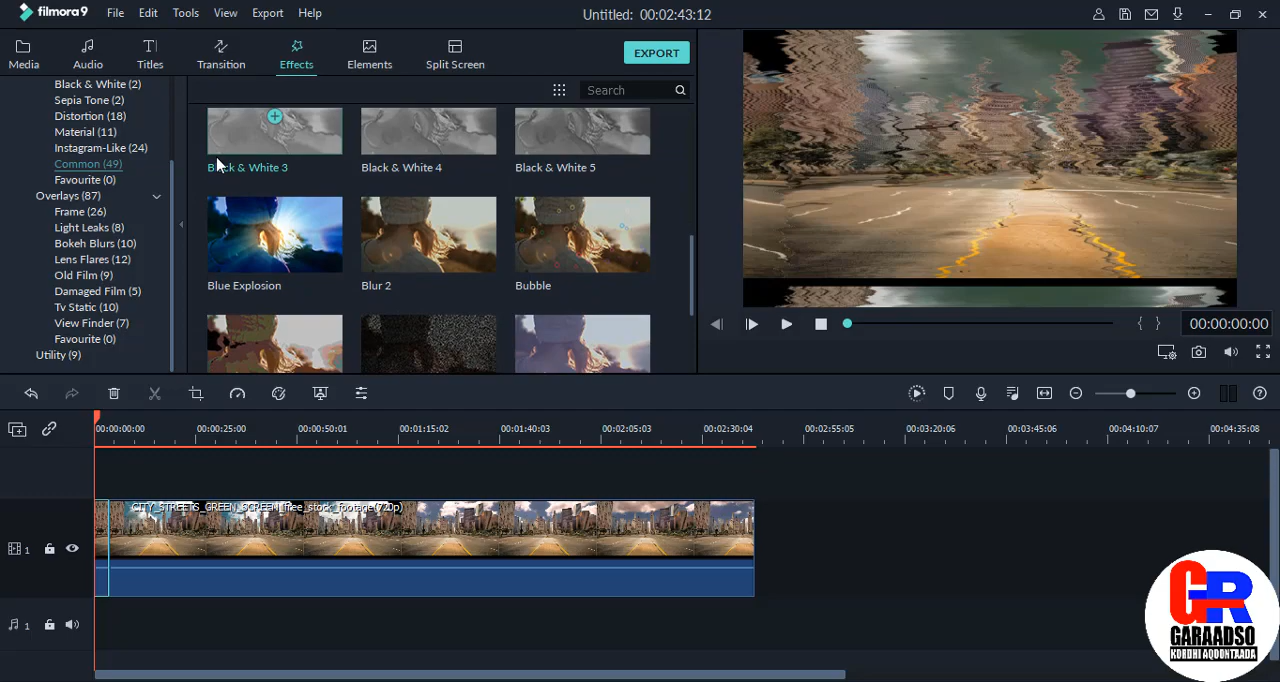 filmora9
File Edit Tools View Export Help
Untitled: 00:02:43:12
Media Audio Titles Transition Effects Elements Split Screen
EXPORT
Black & White (2)
Sepia Tone (2)
Distortion (18)
Material (11)
Instagram-Like (24)
Common (49)
Favourite (0)
Overlays (87)
Frame (26)
Light Leaks (8)
Bokeh Blurs (10)
Lens Flares (12)
Old Film (9)
Damaged Film (5)
Tv Static (10)
View Finder (7)
Favourite (0)
Utility (9)
Search
Black & White 3 Black & White 4 Black & White 5
Blue Explosion Blur 2 Bubble
00:00:00:00
00:00:00:00 00:00:25:00 00:00:50:01 00:01:15:02 00:01:40:03 00:02:05:03 00:02:30:04 00:02:55:05 00:03:20:06 00:03:45:06 00:04:10:07 00:04:35:08
CITY_STREETS_GREEN_SCREEN_free_stock_footage(720p)
1
1
GR
GARAADSO
KORDHI AQOONTAADA